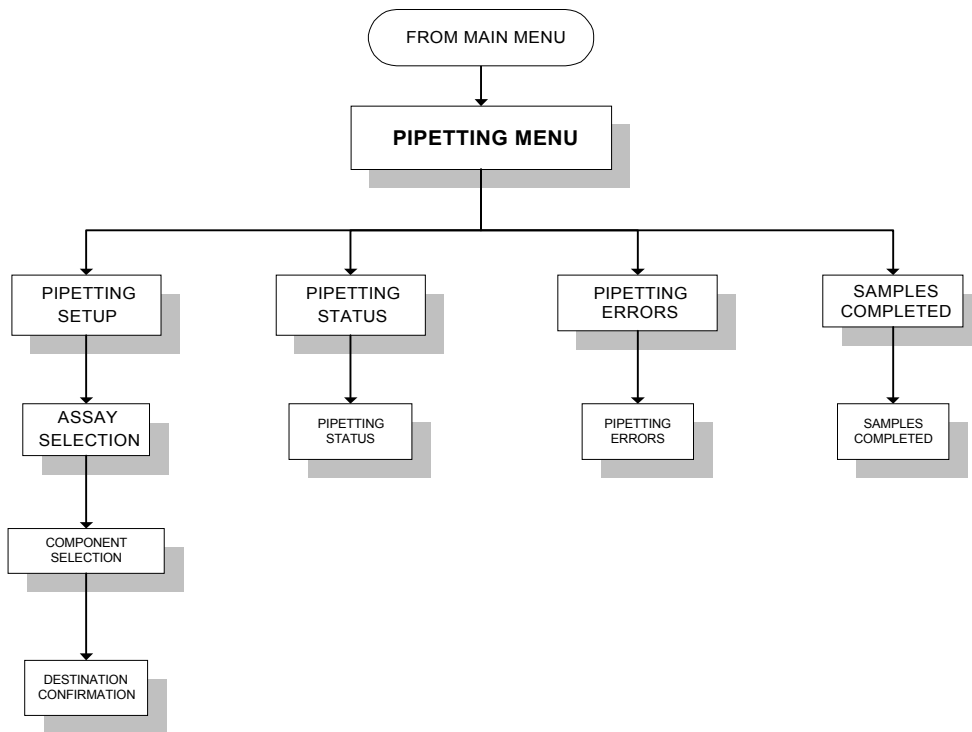 FROM MAIN MENU
PIPETTING MENU
PIPETTING
SETUP
PIPETTING
STATUS
PIPETTING
ERRORS
SAMPLES
COMPLETED
ASSAY
SELECTION
PIPETTING
STATUS
PIPETTING
ERRORS
SAMPLES
COMPLETED
COMPONENT
SELECTION
DESTINATION
CONFIRMATION